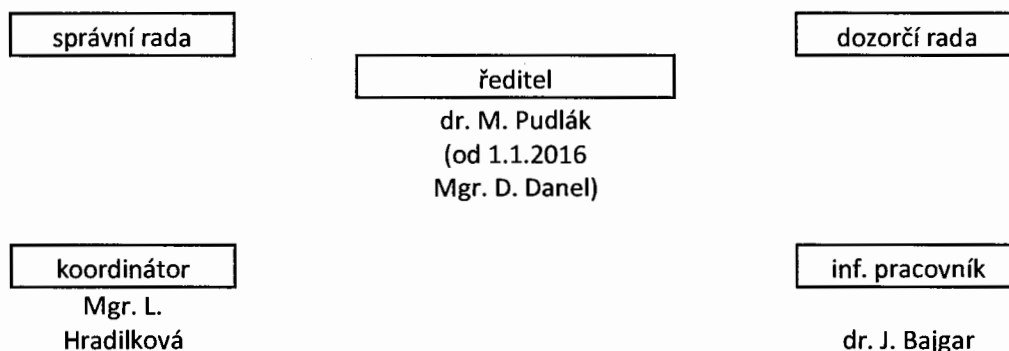 správní rada
dozorčí rada
ředitel
dr. M. Pudlák
(od 1.1.2016
Mgr. D. Danel)
koordinátor
Mgr. L.
Hradilková
inf. pracovník
dr. J. Bajgar